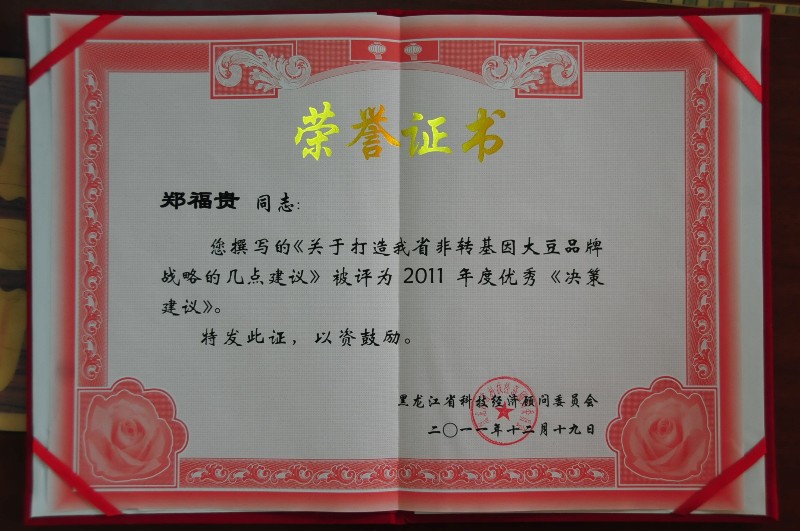 荣誉证书
郑福贵 同志:
您撰写的《关于打造我省非转基因大豆品牌
战略的几点建议》被评为 2011 年度优秀《决策
建议》。
特发此证，以资鼓励。
黑龙江省科技经济顾问委员会
二〇一一年十二月十九日